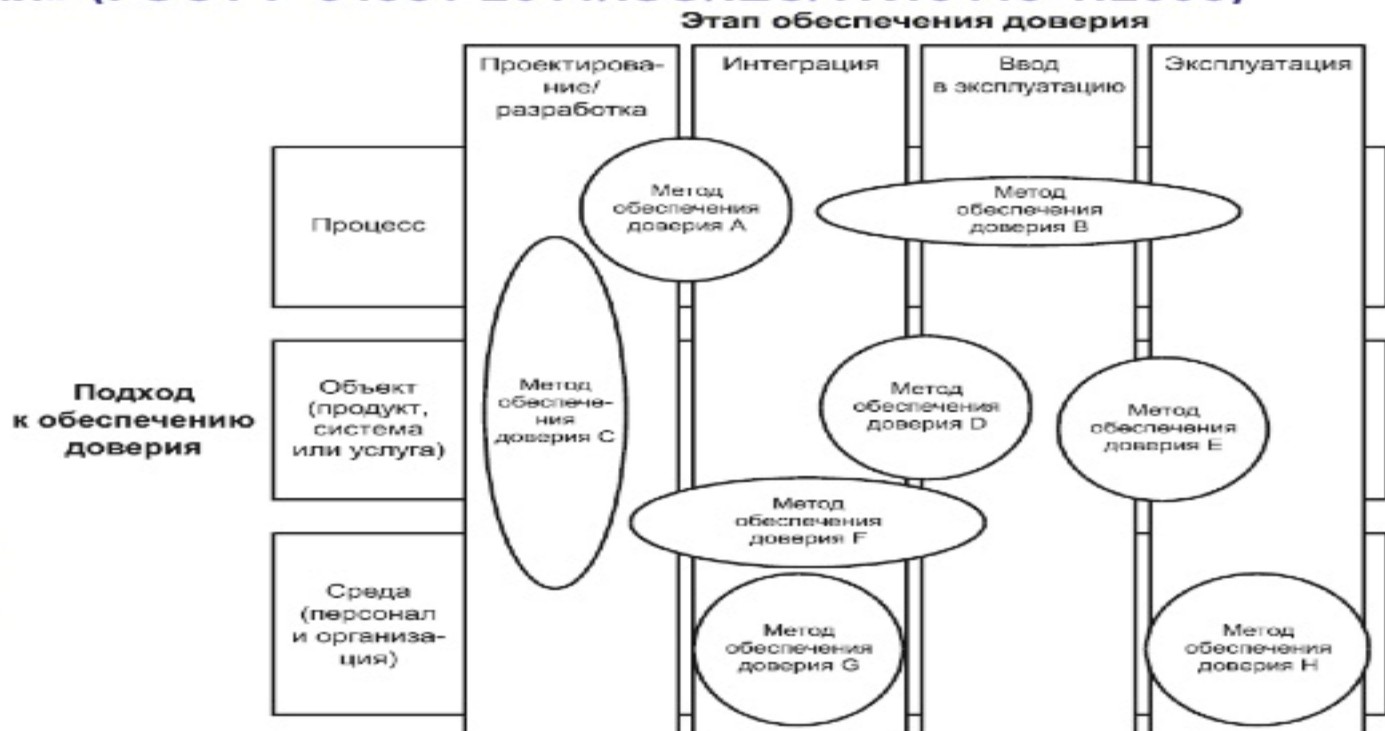 Этап обеспечения доверия
Проектирова-
ние/
разработка
Интеграция
Ввод
в эксплуатацию
Эксплуатация
Процесс
Метод
обеспечения
доверия A
Метод
обеспечения
доверия B
Подход
к обеспечению
доверия
Объект
(продукт,
система
или услуга)
Метод
обеспече-
ния
доверия C
Метод
обеспечения
доверия D
Метод
обеспечения
доверия E
Метод
обеспечения
доверия F
Среда
(персонал
и организа-
ция)
Метод
обеспечения
доверия G
Метод
обеспечения
доверия H